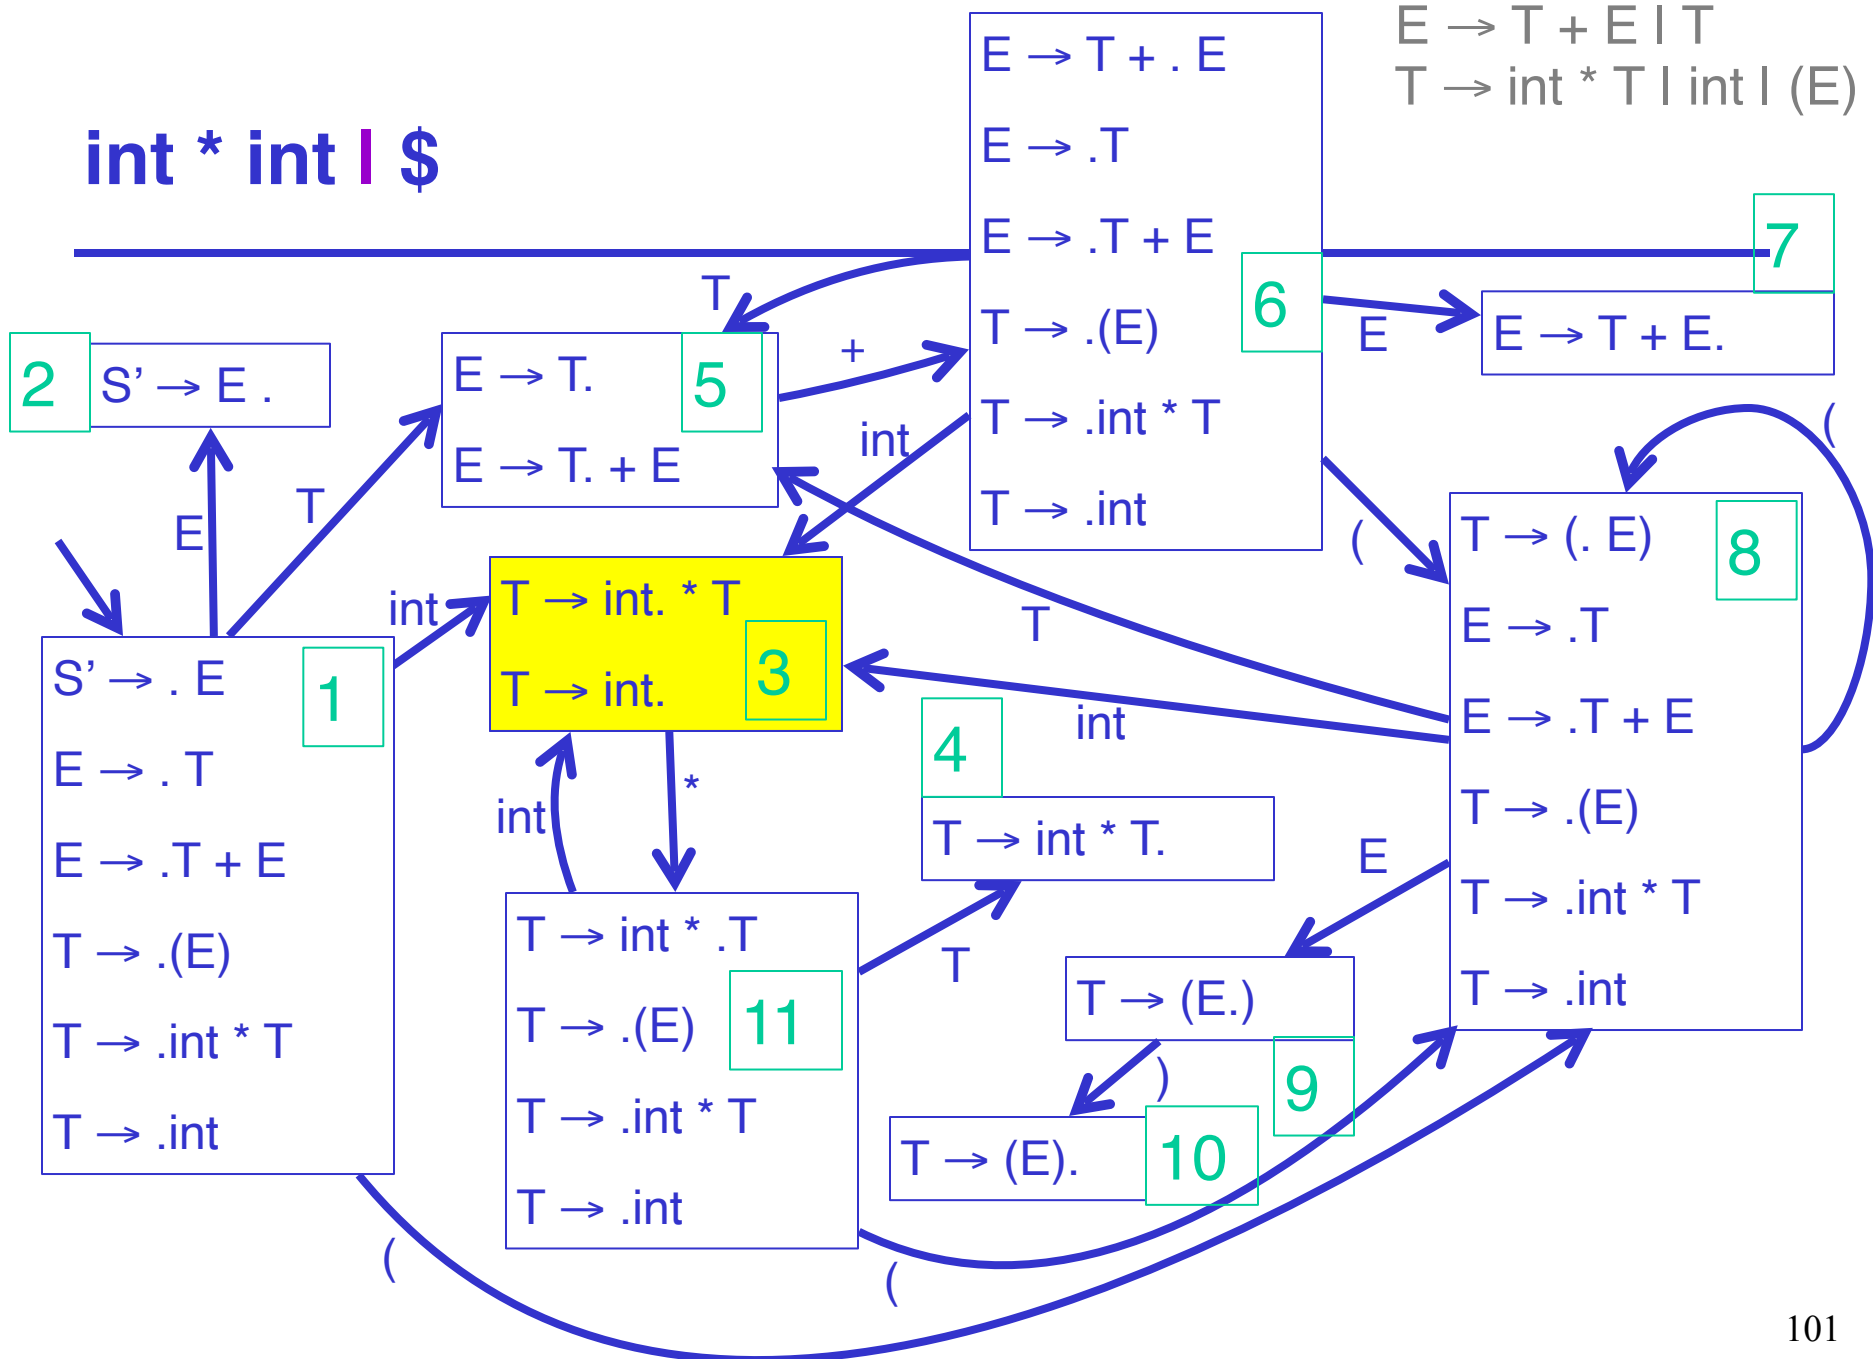 E → T + E | T
T → int * T | int | (E)
int * int | $
E → T + . E
E → .T
E → .T + E
T → .(E)
T → .int * T
T → .int
6
7
E → T + E.
E
T
+
int
(
2
S’ → E .
E
T
int
5
E → T.
E → T. + E
3
T → int. * T
T → int.
int
*
1
S’ → . E
E → . T
E → .T + E
T → .(E)
T → .int * T
T → .int
(
11
T → int * .T
T → .(E)
T → .int * T
T → .int
(
T
4
T → int * T.
8
T → (. E)
E → .T
E → .T + E
T → .(E)
T → .int * T
T → .int
(
T
int
E
9
T → (E.)
)
10
T → (E).
101